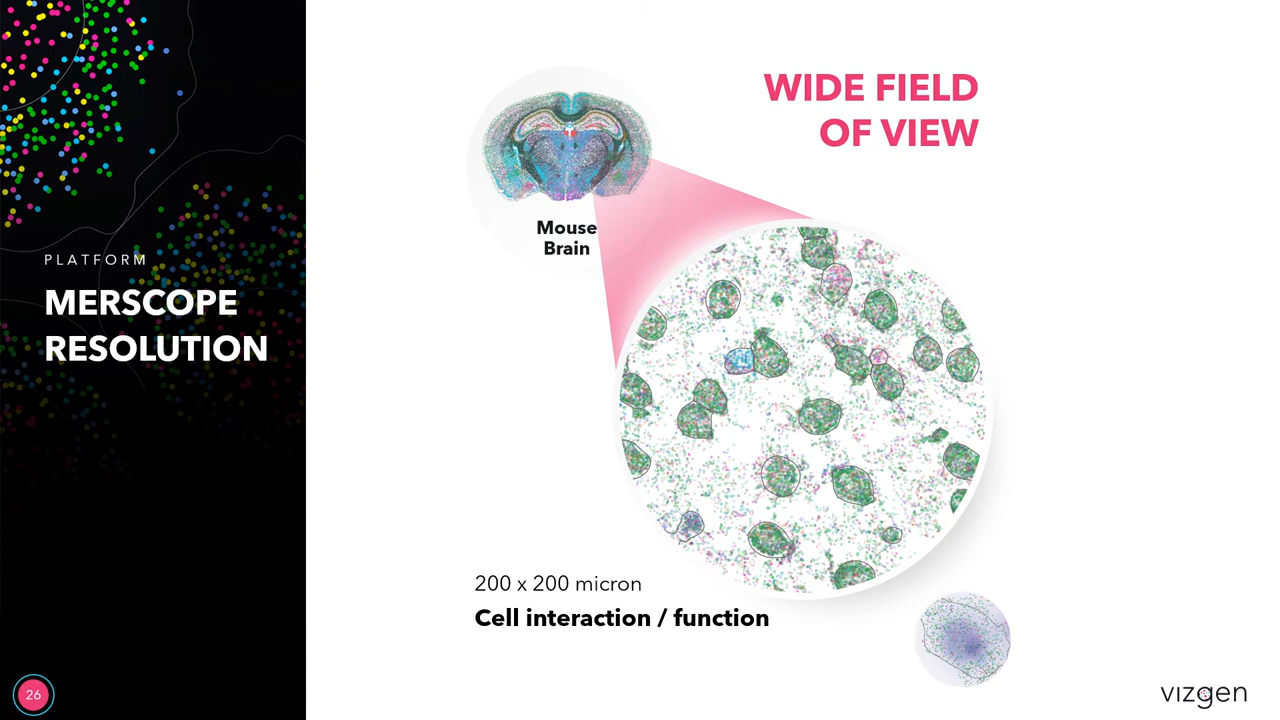 PLATFORM
MERSCOPE
RESOLUTION
WIDE FIELD
OF VIEW
Mouse
Brain
200 x 200 micron
Cell interaction / function
26
vizgen